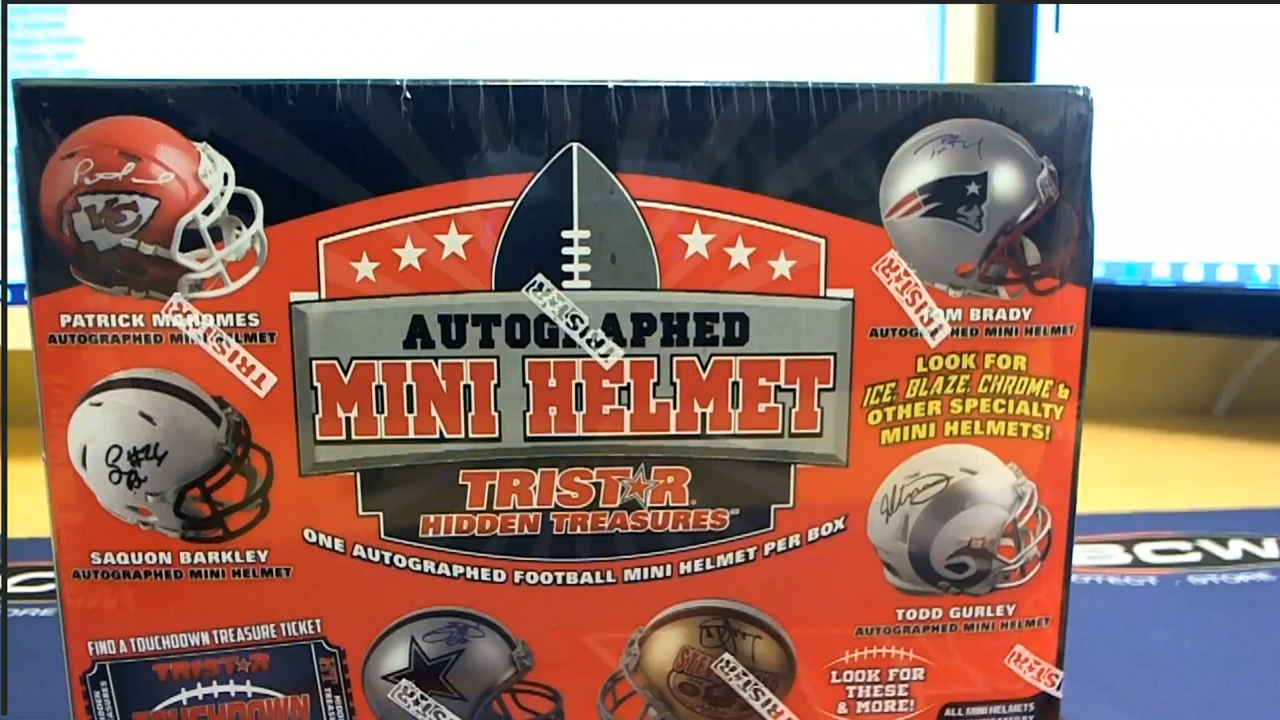 PATRICK MAHOMES
AUTOGRAPHED MINI HELMET
TOM BRADY
AUTOGRAPHED MINI HELMET
AUTOGRAPHED
MINI HELMET
TRISTAR
HIDDEN TREASURES
ONE AUTOGRAPHED FOOTBALL MINI HELMET PER BOX
LOOK FOR
ICE, BLAZE, CHROME &
OTHER SPECIALTY
MINI HELMETS!
SAQUON BARKLEY
AUTOGRAPHED MINI HELMET
TODD GURLEY
AUTOGRAPHED MINI HELMET
FIND A TOUCHDOWN TREASURE TICKET
TRISTAR
TOUCHDOWN
LOOK FOR
THESE
& MORE!
ALL MINI HELMETS
TRISTAR
TRISTAR
TRISTAR
TRISTAR
TRISTAR
BCW
STORE